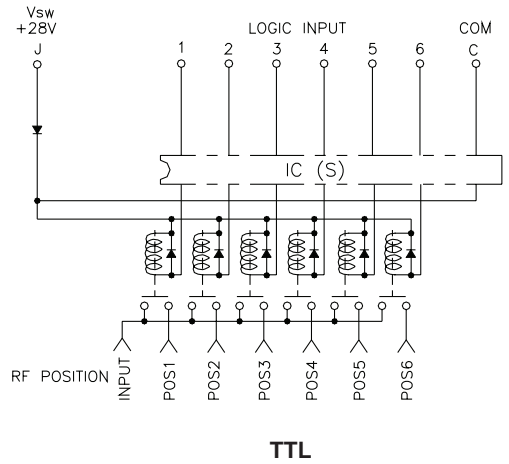 Vsw
+28V
LOGIC INPUT
COM
J
1
2
3
4
5
6
C
IC (S)
RF POSITION
INPUT
POS1
POS2
POS3
POS4
POS5
POS6
TTL